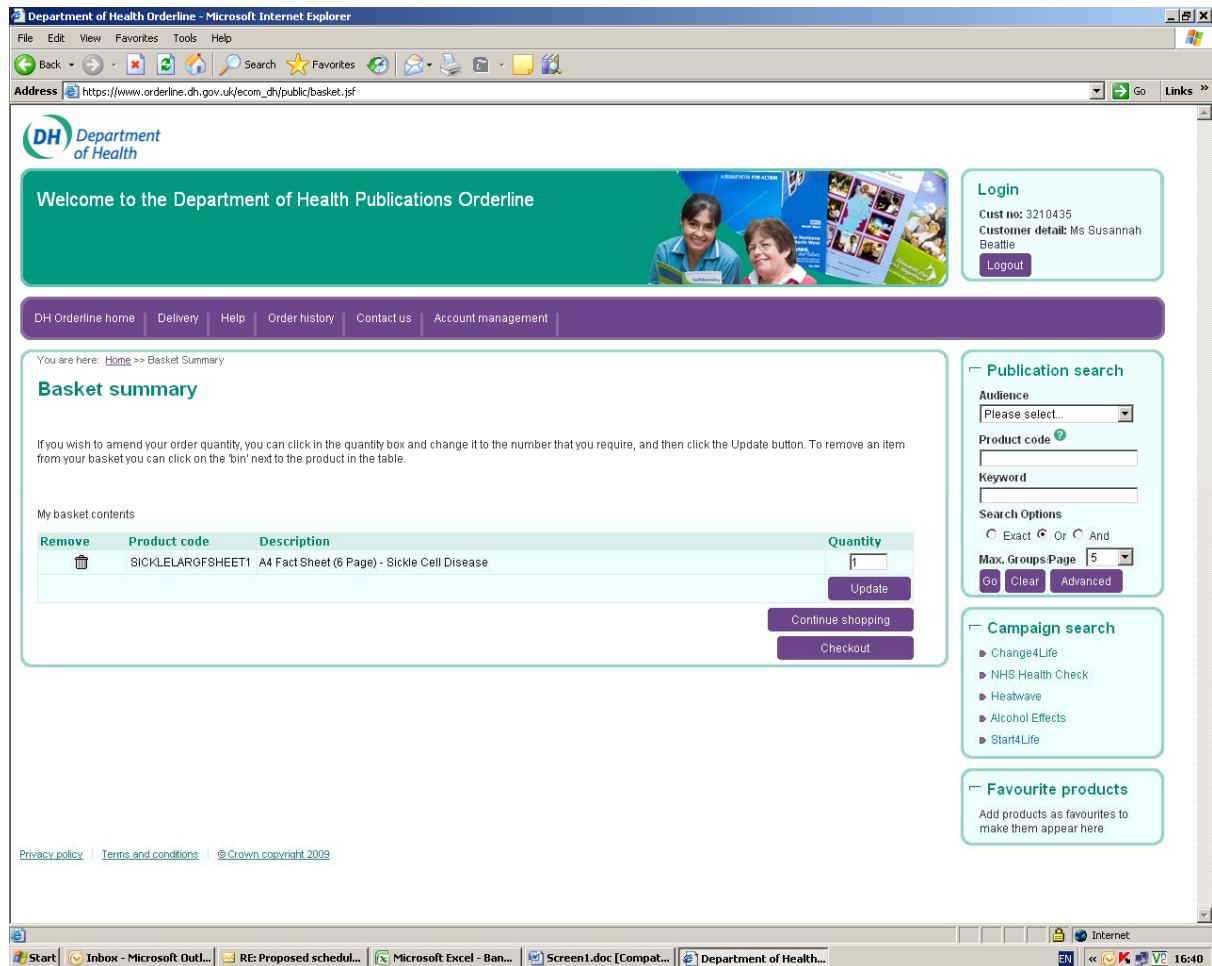 Department of Health Orderline - Microsoft Internet Explorer
File Edit View Favorites Tools Help
Back Search Favorites
Address https://www.orderline.dh.gov.uk/ecom_dh/public/basket.jsf Go Links »
DH Department
of Health
Welcome to the Department of Health Publications Orderline
A FRAMEWORK FOR ACTION
Confidentiality
Login
Cust no: 3210435
Customer detail: Ms Susannah
Beattie
Logout
DH Orderline home Delivery Help Order history Contact us Account management
You are here: Home >> Basket Summary
Basket summary
If you wish to amend your order quantity, you can click in the quantity box and change it to the number that you require, and then click the Update button. To remove an item
from your basket you can click on the 'bin' next to the product in the table.
My basket contents
Remove Product code Description Quantity
SICKLELARGFSHEET1 A4 Fact Sheet (6 Page) - Sickle Cell Disease 1
Update
Continue shopping
Checkout
Publication search
Audience
Please select...
Product code ?
Keyword
Search Options
Exact Or And
Max. Groups/Page 5
Go Clear Advanced
Campaign search
Change4Life
NHS Health Check
Heatwave
Alcohol Effects
Start4Life
Favourite products
Add products as favourites to
make them appear here
Privacy policy | Terms and conditions | © Crown copyright 2009
Internet
Start Inbox - Microsoft Outl... RE: Proposed schedul... Microsoft Excel - Ban... Screen1.doc [Compat... Department of Health... EN « 16:40